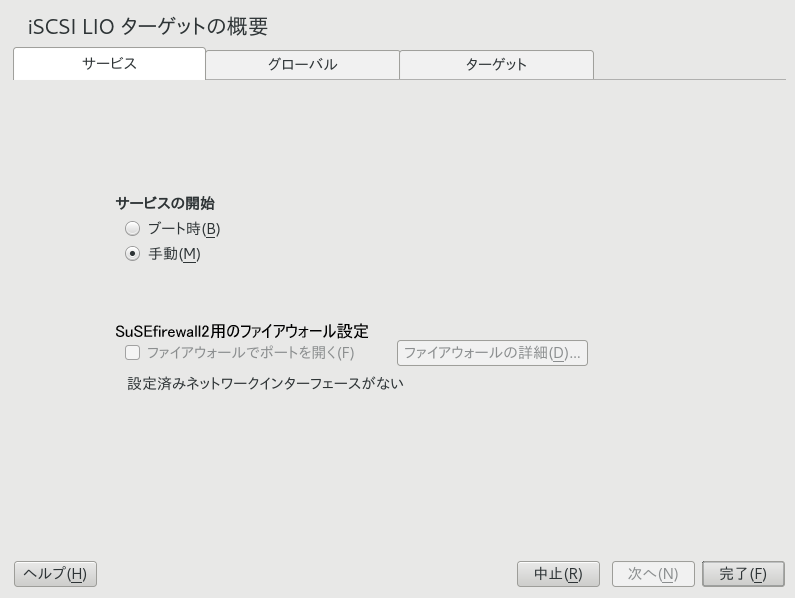 iSCSI LIO ターゲットの概要
サービス グローバル ターゲット
サービスの開始
ブート時(B)
手動(M)
SuSEfirewall2用のファイアウォール設定
ファイアウォールでポートを開く(F) ファイアウォールの詳細(D)...
設定済みネットワークインターフェースがない
ヘルプ(H) 中止(R) 次へ(N) 完了(F)